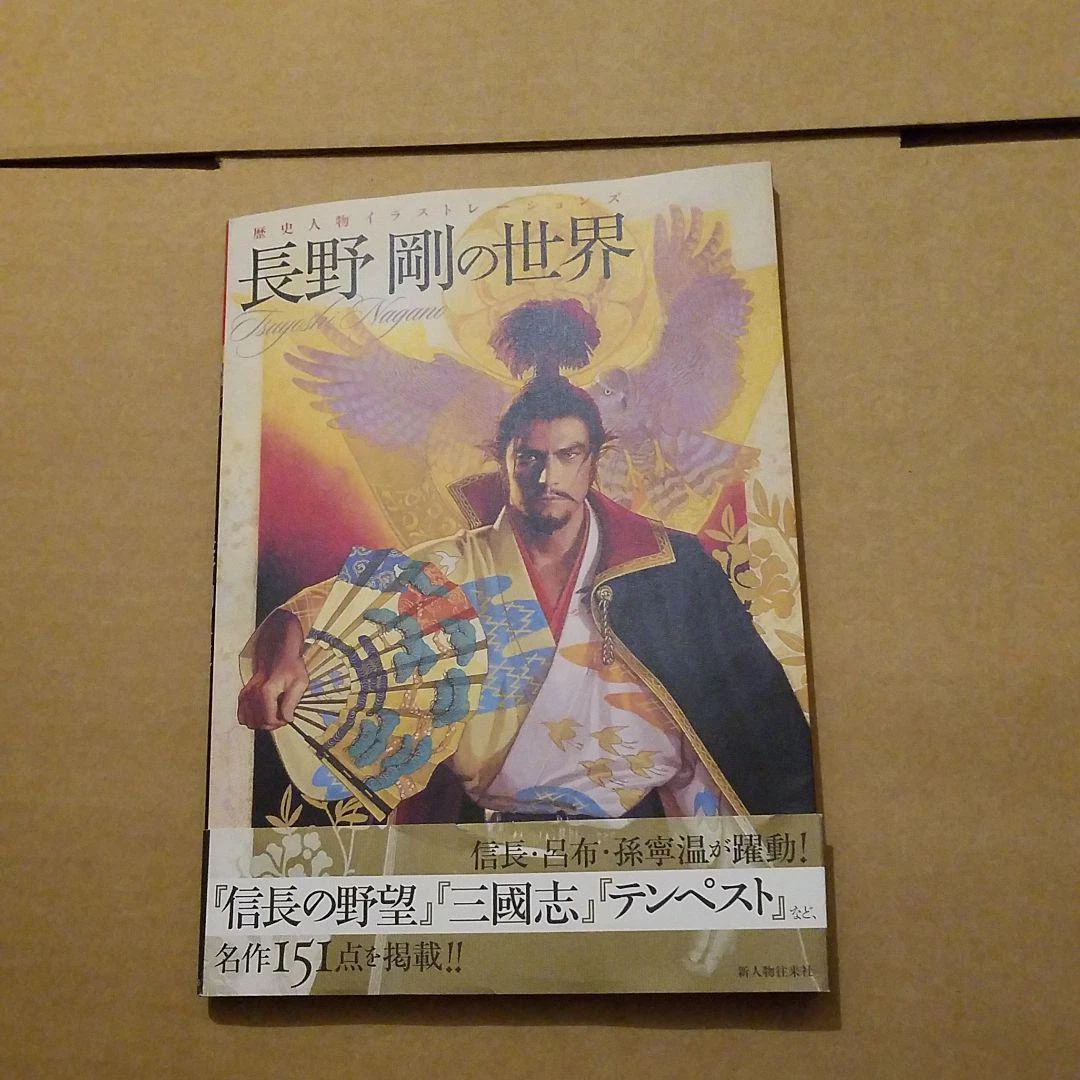 歴史人物イラストレーションズ
長野 剛の世界
Tsuyoshi Nagano
信長・呂布・孫寧温が躍動!
『信長の野望』『三國志』『テンペスト』など、
名作151点を掲載!!
新人物往来社